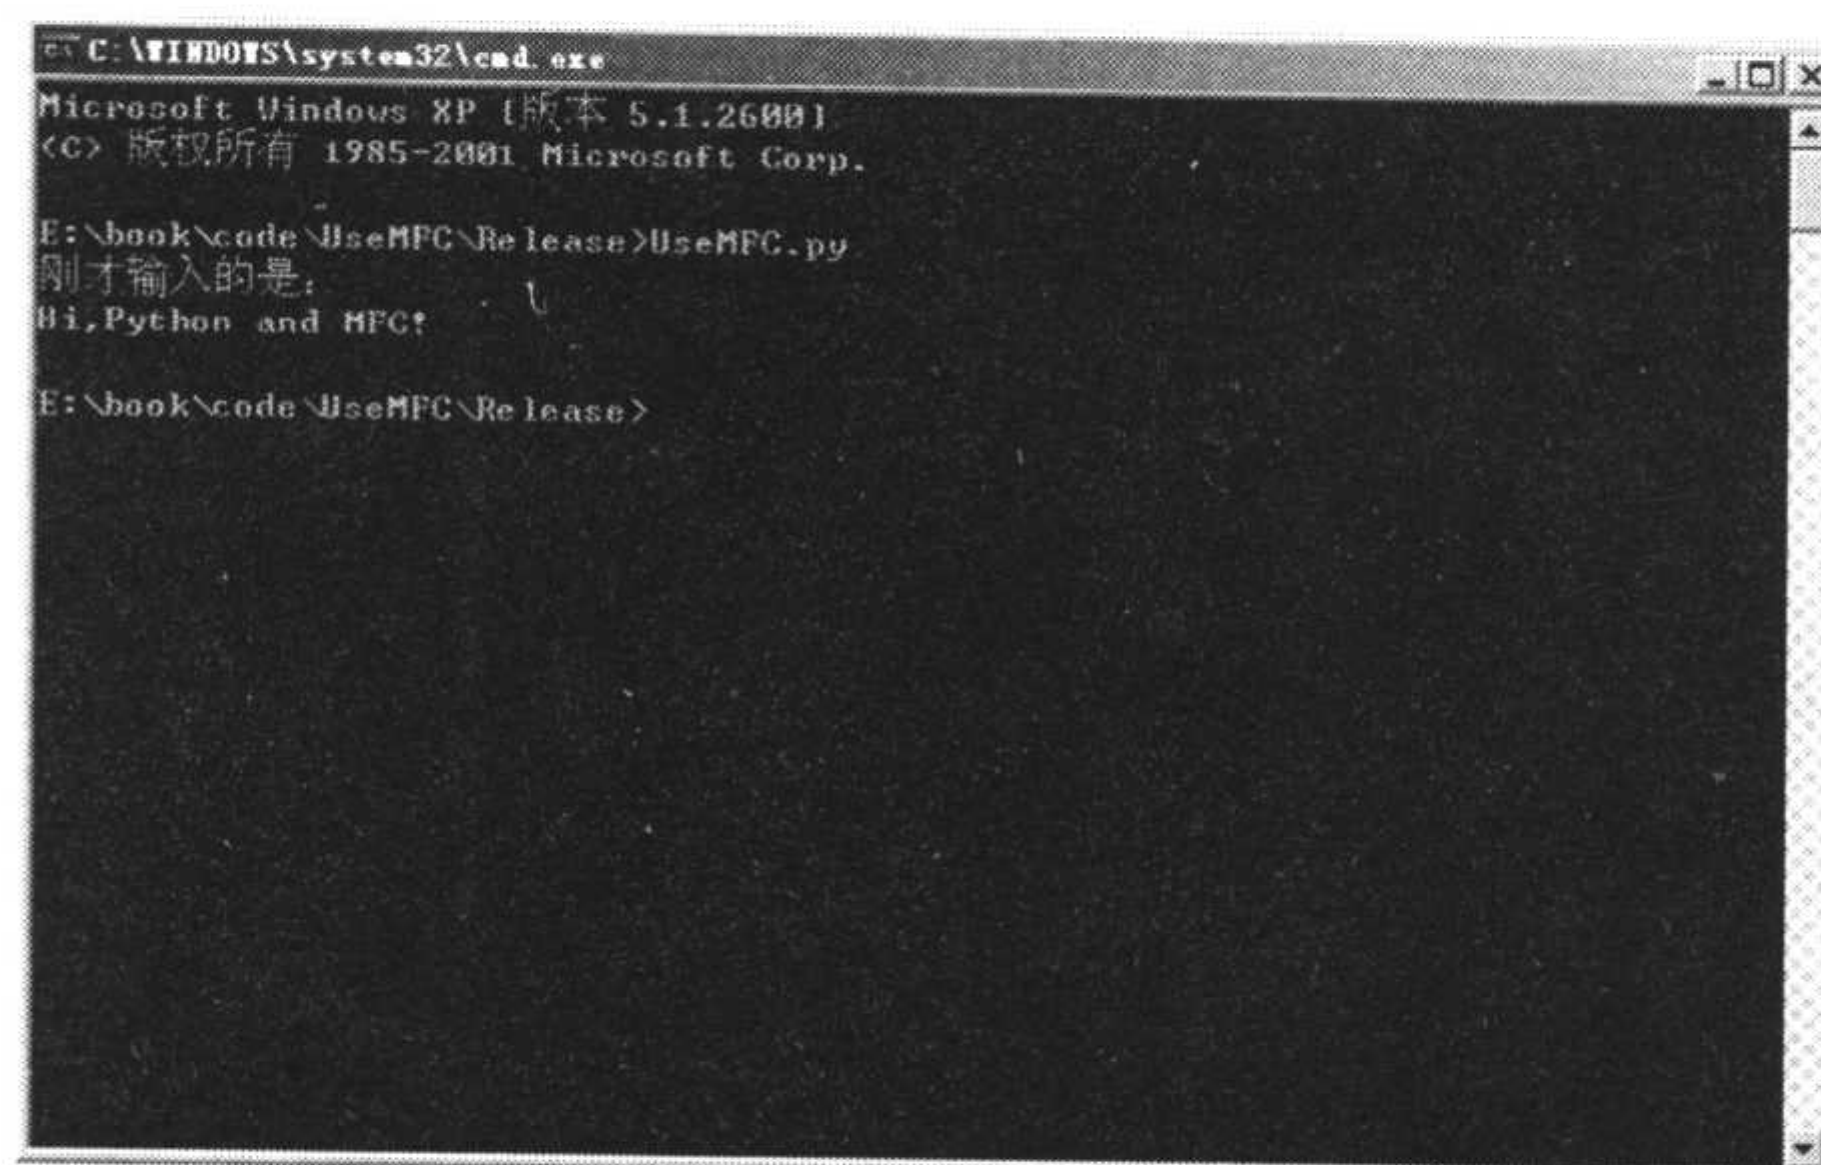 C:\WINDOWS\system32\cmd.exe
Microsoft Windows XP [版本 5.1.2600]
(C) 版权所有 1985-2001 Microsoft Corp.
E:\book\code\UseMFC\Release>UseMFC.py
刚才输入的是:
Hi,Python and MFC!
E:\book\code\UseMFC\Release>